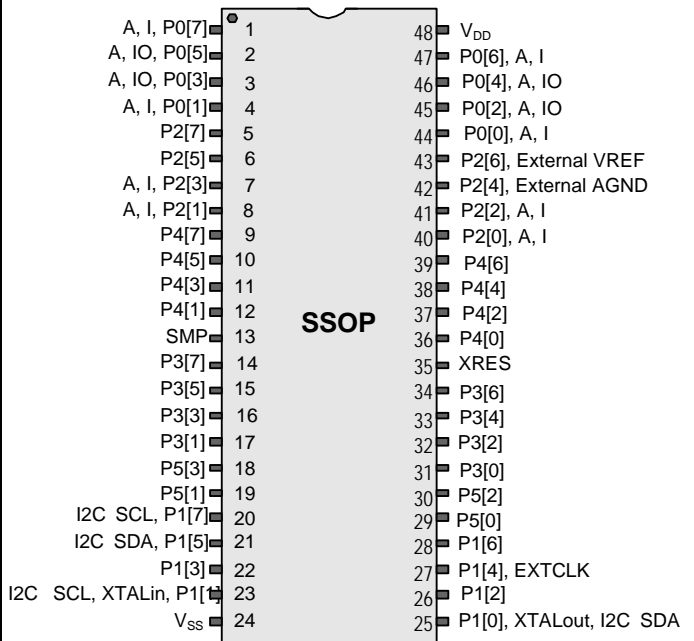 A, I, P0[7] 1 48 VDD
A, IO, P0[5] 2 47 P0[6], A, I
A, IO, P0[3] 3 46 P0[4], A, IO
A, I, P0[1] 4 45 P0[2], A, IO
P2[7] 5 44 P0[0], A, I
P2[5] 6 43 P2[6], External VREF
A, I, P2[3] 7 42 P2[4], External AGND
A, I, P2[1] 8 41 P2[2], A, I
P4[7] 9 40 P2[0], A, I
P4[5] 10 39 P4[6]
P4[3] 11 38 P4[4]
P4[1] 12 SSOP 37 P4[2]
SMP 13 36 P4[0]
P3[7] 14 35 XRES
P3[5] 15 34 P3[6]
P3[3] 16 33 P3[4]
P3[1] 17 32 P3[2]
P5[3] 18 31 P3[0]
P5[1] 19 30 P5[2]
I2C SCL, P1[7] 20 29 P5[0]
I2C SDA, P1[5] 21 28 P1[6]
P1[3] 22 27 P1[4], EXTCLK
I2C SCL, XTALin, P1[1] 23 26 P1[2]
VSS 24 25 P1[0], XTALout, I2C SDA